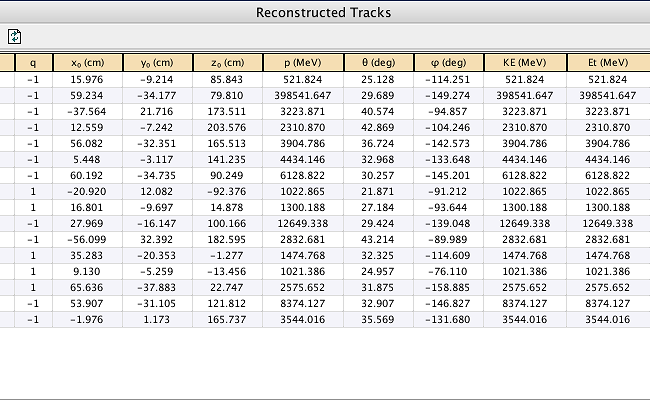 Reconstructed Tracks
q x₀ (cm) y₀ (cm) z₀ (cm) p (MeV) θ (deg) φ (deg) KE (MeV) Et (MeV)
−1 15.976 −9.214 85.843 521.824 25.128 −114.251 521.824 521.824
−1 59.234 −34.177 79.810 398541.647 29.689 −149.274 398541.647 398541.647
−1 −37.564 21.716 173.511 3223.871 40.574 −94.857 3223.871 3223.871
−1 12.559 −7.242 203.576 2310.870 42.869 −104.246 2310.870 2310.870
−1 56.082 −32.351 165.513 3904.786 36.724 −142.573 3904.786 3904.786
−1 5.448 −3.117 141.235 4434.146 32.968 −133.648 4434.146 4434.146
−1 60.192 −34.735 90.249 6128.822 30.257 −145.201 6128.822 6128.822
1 −20.920 12.082 −92.376 1022.865 21.871 −91.212 1022.865 1022.865
1 16.801 −9.697 14.878 1300.188 27.184 −93.644 1300.188 1300.188
−1 27.969 −16.147 100.166 12649.338 29.424 −139.048 12649.338 12649.338
−1 −56.099 32.392 182.595 2832.681 43.214 −89.989 2832.681 2832.681
1 35.283 −20.353 −1.277 1474.768 32.325 −114.609 1474.768 1474.768
1 9.130 −5.259 −13.456 1021.386 24.957 −76.110 1021.386 1021.386
1 65.636 −37.883 22.747 2575.652 31.875 −158.885 2575.652 2575.652
−1 53.907 −31.105 121.812 8374.127 32.907 −146.827 8374.127 8374.127
−1 −1.976 1.173 165.737 3544.016 35.569 −131.680 3544.016 3544.016